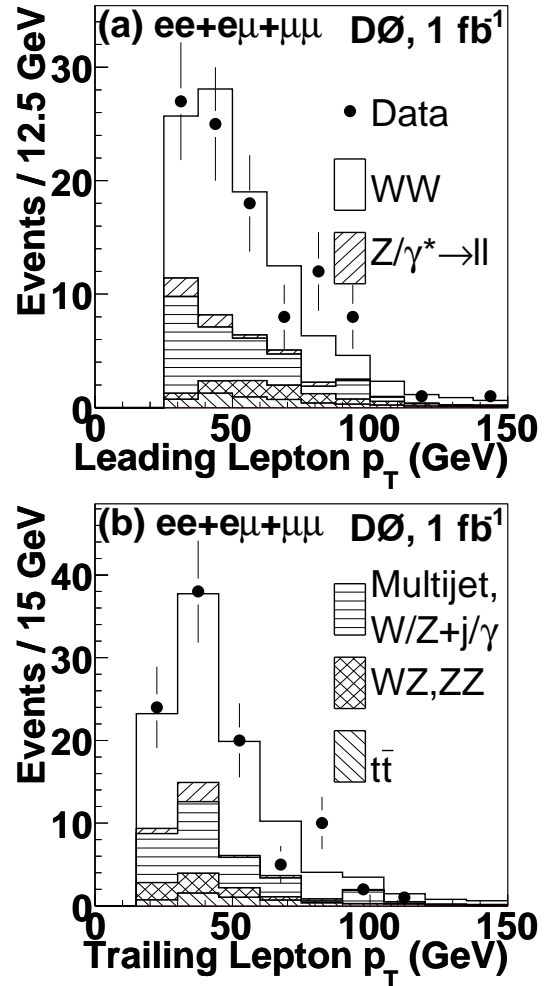 (a) ee+eμ+μμ DØ, 1 fb⁻¹
Events / 12.5 GeV
30
20
10
0
Data
WW
Z/γ*→ll
0 50 100 150
Leading Lepton p_T (GeV)
(b) ee+eμ+μμ DØ, 1 fb⁻¹
Events / 15 GeV
40
30
20
10
0
Multijet,
W/Z+j/γ
WZ,ZZ
tt̄
0 50 100 150
Trailing Lepton p_T (GeV)